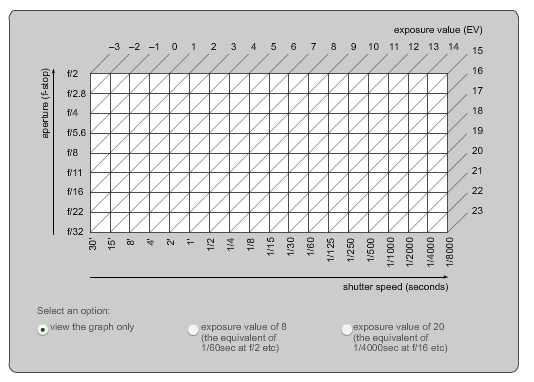 exposure value (EV)
–3 –2 –1 0 1 2 3 4 5 6 7 8 9 10 11 12 13 14 15
16
17
18
19
20
21
22
23
aperture (f-stop)
f/2
f/2.8
f/4
f/5.6
f/8
f/11
f/16
f/22
f/32
30' 15' 8' 4' 2' 1' 1/2 1/4 1/8 1/15 1/30 1/60 1/125 1/250 1/500 1/1000 1/2000 1/4000 1/8000
shutter speed (seconds)
Select an option:
view the graph only
exposure value of 8
(the equivalent of
1/60sec at f/2 etc)
exposure value of 20
(the equivalent of
1/4000sec at f/16 etc)